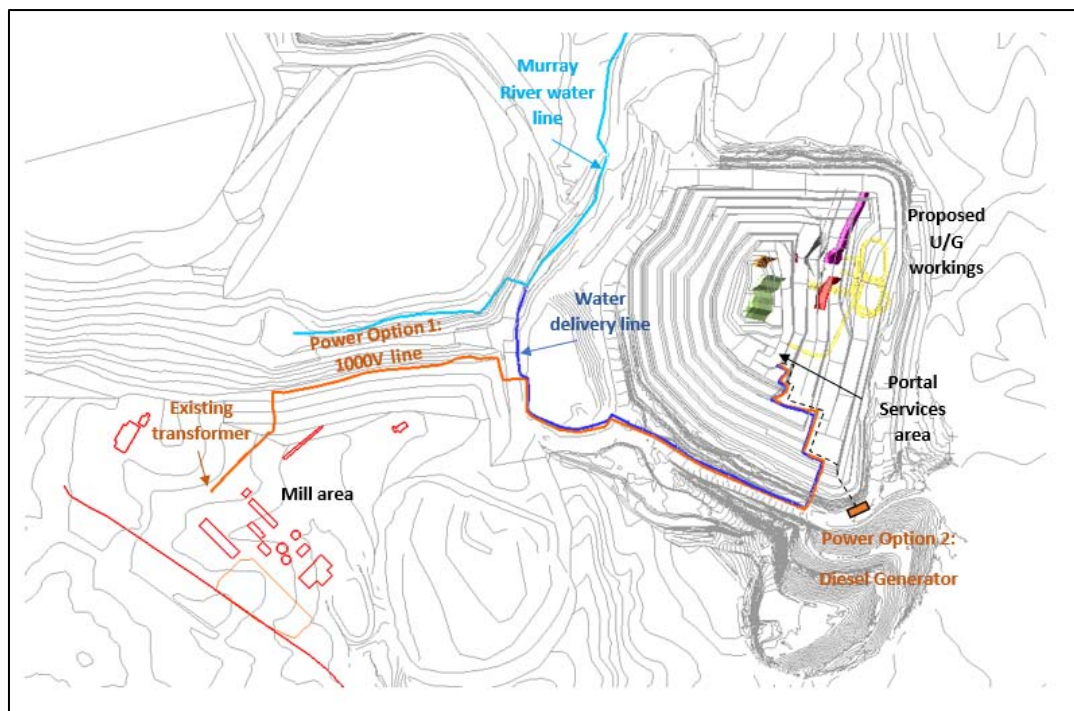 Murray
River water
line
Proposed
U/G
workings
Water
delivery line
Power Option 1:
1000V line
Portal
Services
area
Existing
transformer
Mill area
Power Option 2:
Diesel Generator